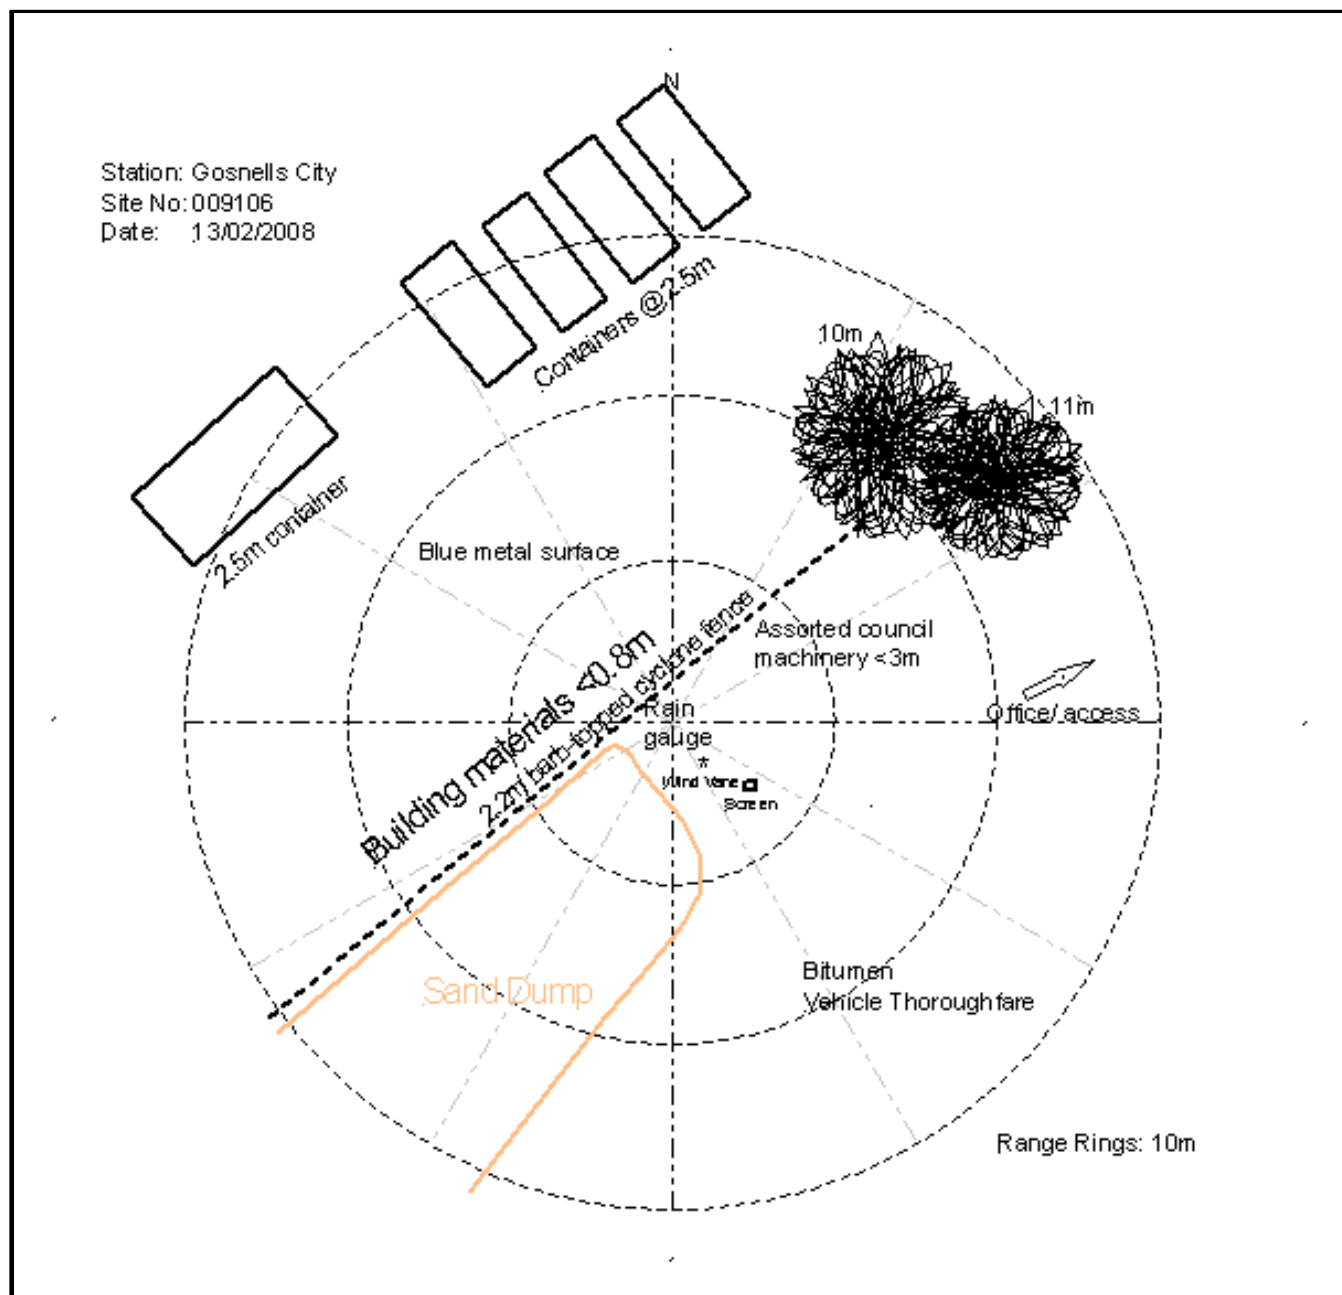 N
Station: Gosnells City
Site No: 009106
Date: 13/02/2008
Containers @2.5m
10m
11m
2.5m container
Blue metal surface
Assorted council
machinery <3m
Building materials <0.8m
2.2m barb-topped cyclone fence
Rain
gauge
Office/ access
Wind Vane
Screen
Sand Dump
Bitumen
Vehicle Thoroughfare
Range Rings: 10m